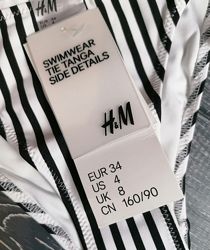 H&M
SWIMWEAR
TIE TANGA
SIDE DETAILS
H&M
EUR 34
US 4
UK 8
CN 160/90